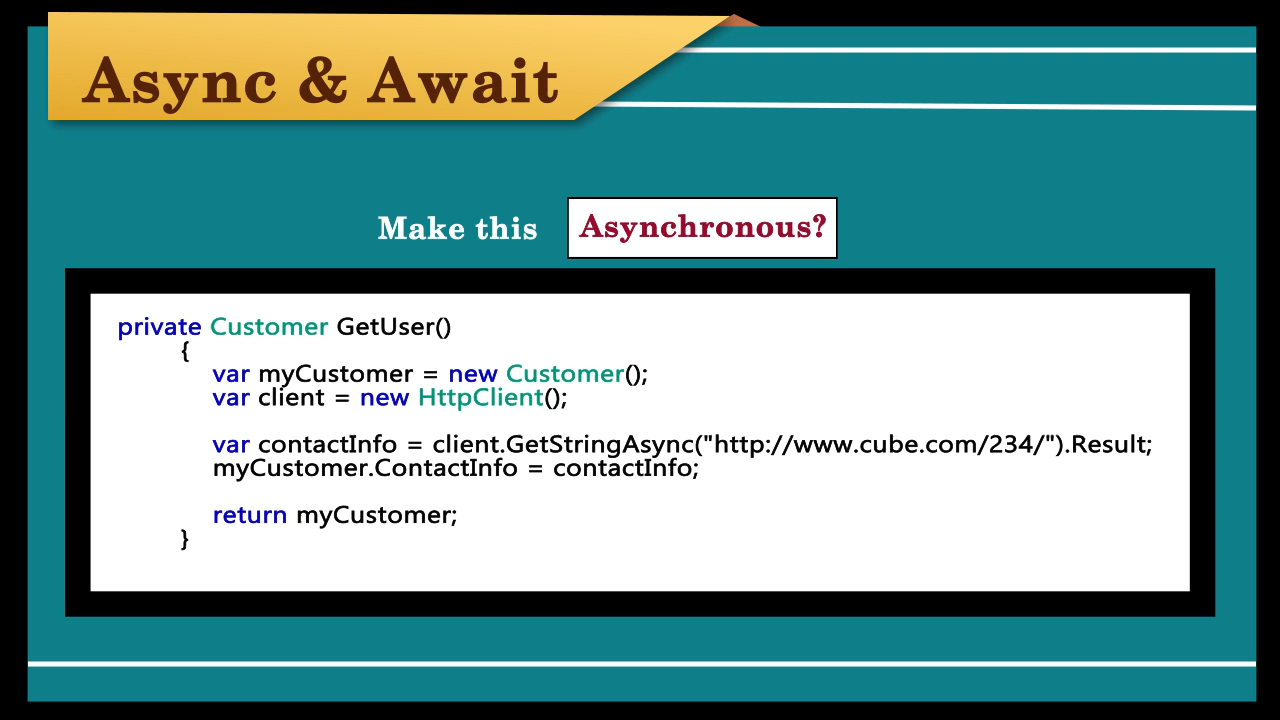 Async & Await
Make this Asynchronous?
private Customer GetUser()
{
var myCustomer = new Customer();
var client = new HttpClient();
var contactInfo = client.GetStringAsync("http://www.cube.com/234/").Result;
myCustomer.ContactInfo = contactInfo;
return myCustomer;
}